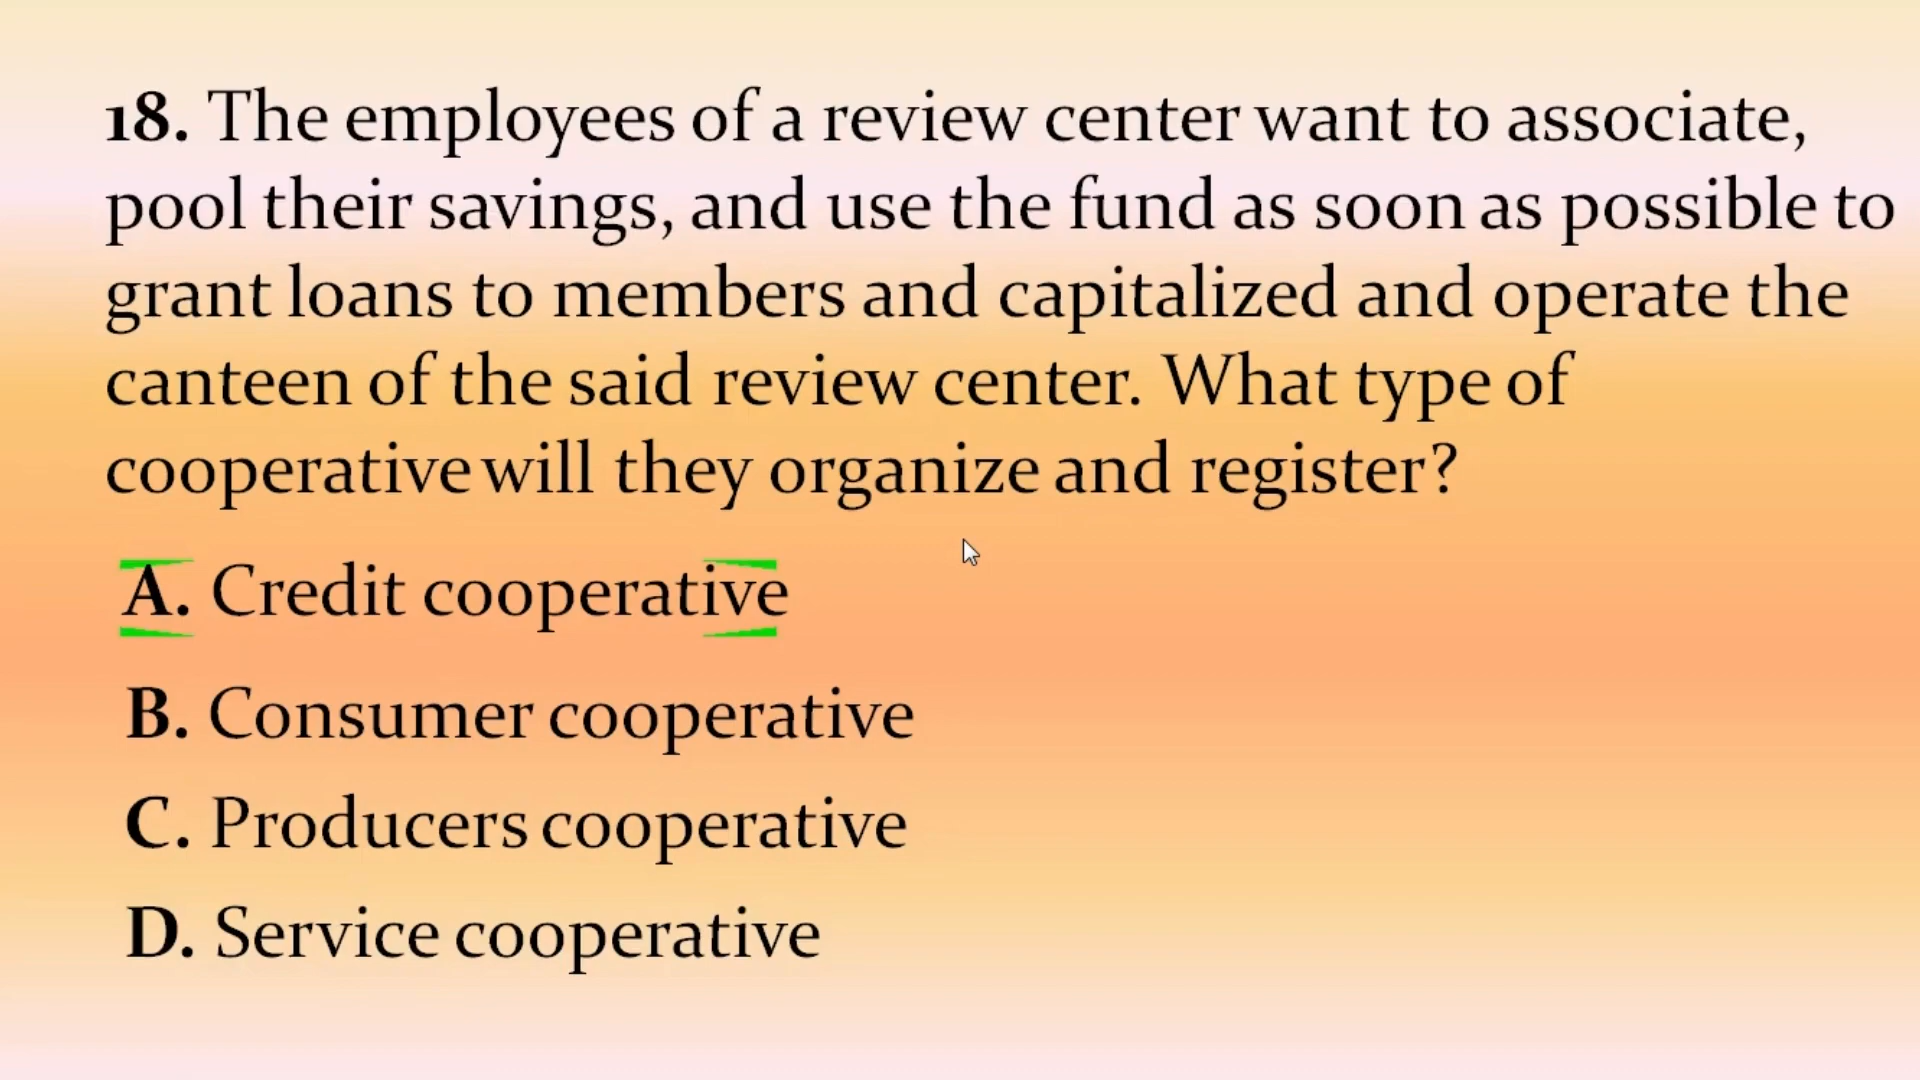 18. The employees of a review center want to associate,
pool their savings, and use the fund as soon as possible to
grant loans to members and capitalized and operate the
canteen of the said review center. What type of
cooperative will they organize and register?
A. Credit cooperative
B. Consumer cooperative
C. Producers cooperative
D. Service cooperative